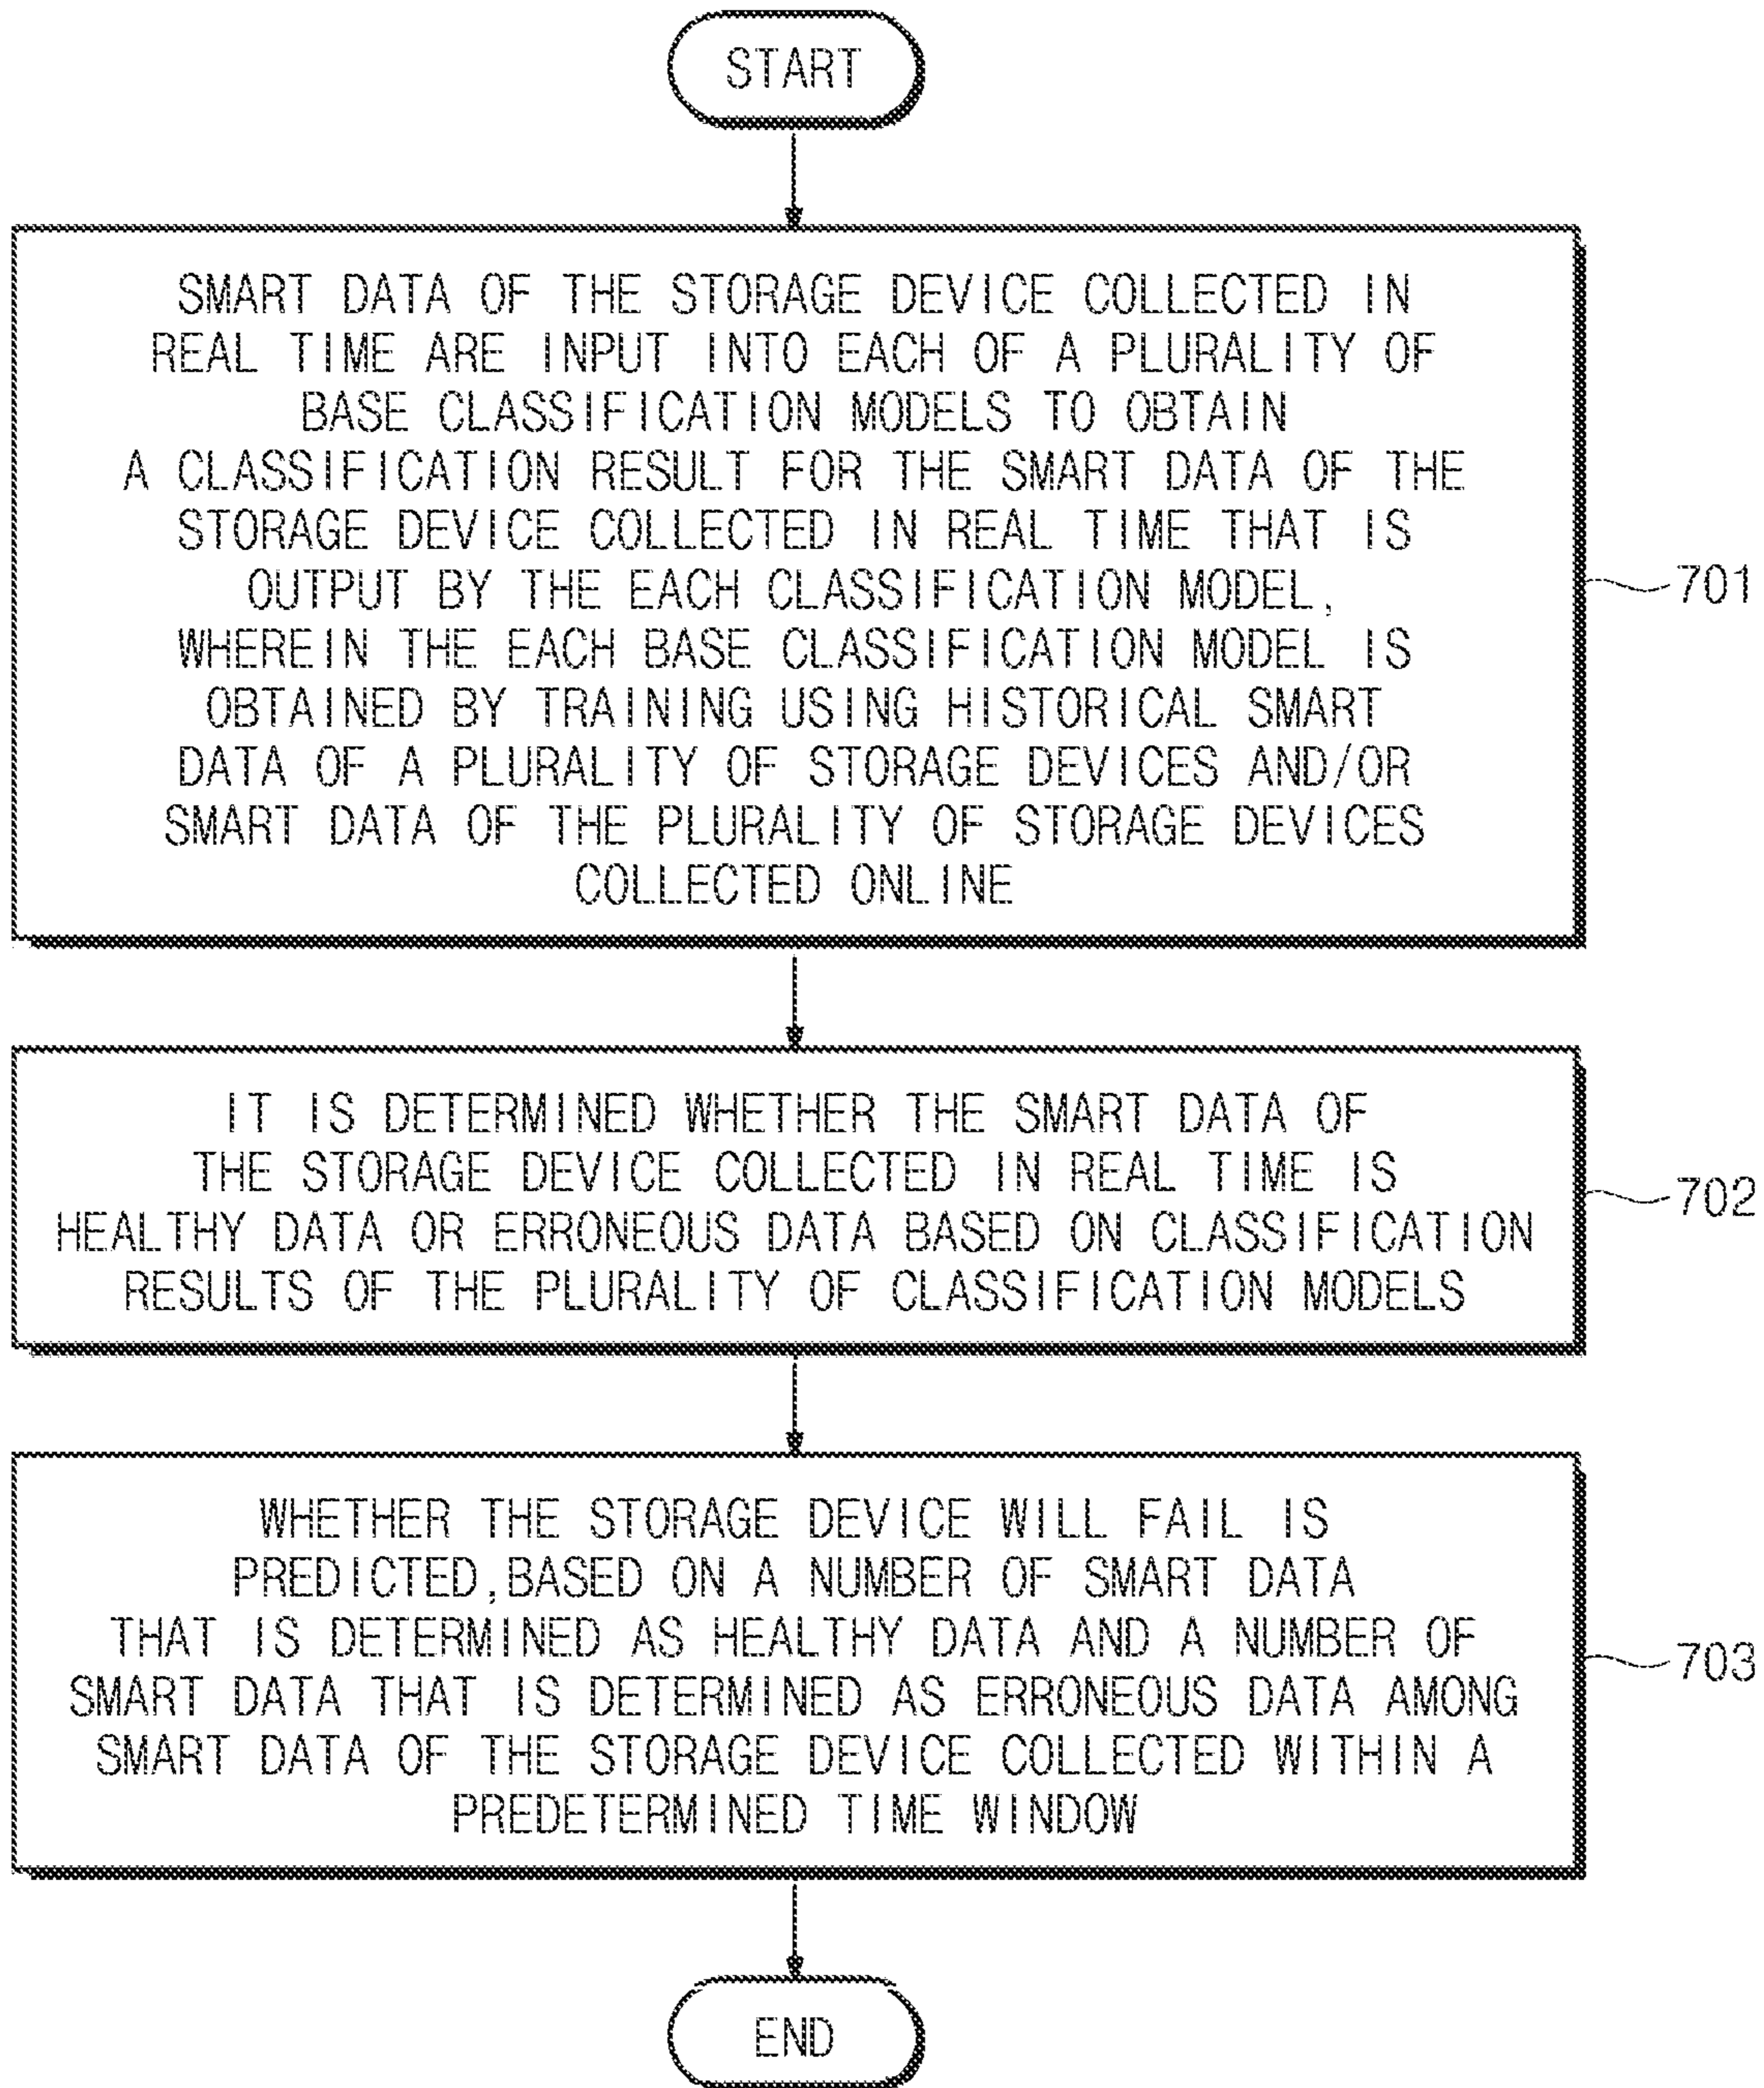 START
SMART DATA OF THE STORAGE DEVICE COLLECTED IN
REAL TIME ARE INPUT INTO EACH OF A PLURALITY OF
BASE CLASSIFICATION MODELS TO OBTAIN
A CLASSIFICATION RESULT FOR THE SMART DATA OF THE
STORAGE DEVICE COLLECTED IN REAL TIME THAT IS
OUTPUT BY THE EACH CLASSIFICATION MODEL,
WHEREIN THE EACH BASE CLASSIFICATION MODEL IS
OBTAINED BY TRAINING USING HISTORICAL SMART
DATA OF A PLURALITY OF STORAGE DEVICES AND/OR
SMART DATA OF THE PLURALITY OF STORAGE DEVICES
COLLECTED ONLINE
701
IT IS DETERMINED WHETHER THE SMART DATA OF
THE STORAGE DEVICE COLLECTED IN REAL TIME IS
HEALTHY DATA OR ERRONEOUS DATA BASED ON CLASSIFICATION
RESULTS OF THE PLURALITY OF CLASSIFICATION MODELS
702
WHETHER THE STORAGE DEVICE WILL FAIL IS
PREDICTED, BASED ON A NUMBER OF SMART DATA
THAT IS DETERMINED AS HEALTHY DATA AND A NUMBER OF
SMART DATA THAT IS DETERMINED AS ERRONEOUS DATA AMONG
SMART DATA OF THE STORAGE DEVICE COLLECTED WITHIN A
PREDETERMINED TIME WINDOW
703
END